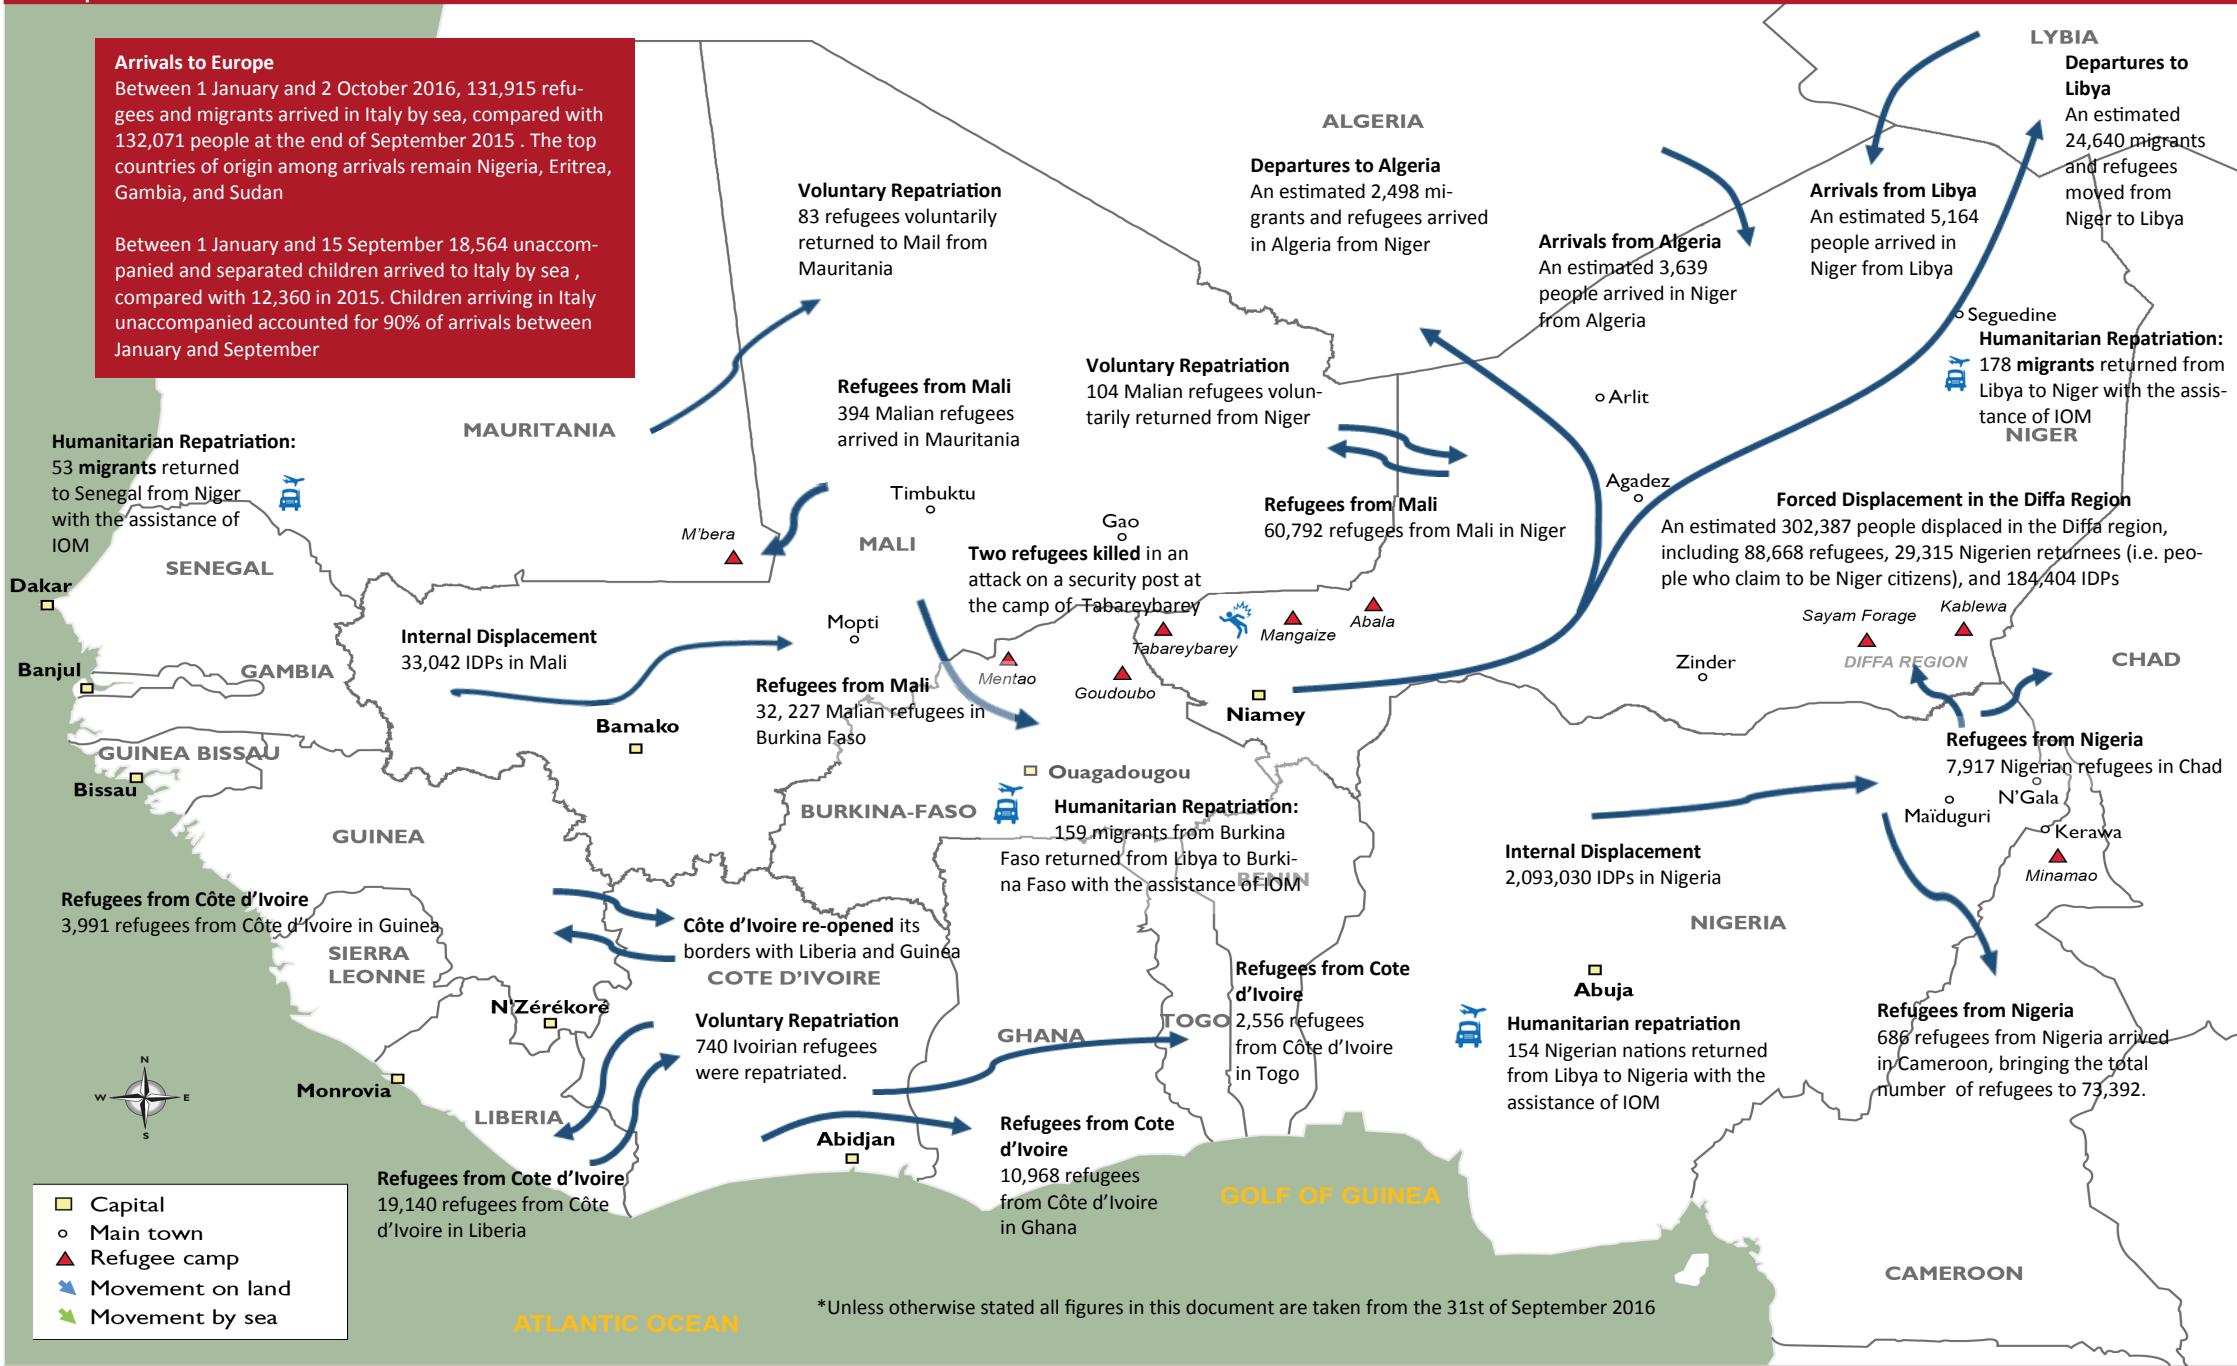 Arrivals to Europe
Between 1 January and 2 October 2016, 131,915 refu-
gees and migrants arrived in Italy by sea, compared with
132,071 people at the end of September 2015 . The top
countries of origin among arrivals remain Nigeria, Eritrea,
Gambia, and Sudan
Between 1 January and 15 September 18,564 unaccom-
panied and separated children arrived to Italy by sea ,
compared with 12,360 in 2015. Children arriving in Italy
unaccompanied accounted for 90% of arrivals between
January and September
Voluntary Repatriation
83 refugees voluntarily
returned to Mail from
Mauritania
ALGERIA
Departures to Algeria
An estimated 2,498 mi-
grants and refugees arrived
in Algeria from Niger
Arrivals from Algeria
An estimated 3,639
people arrived in Niger
from Algeria
Arrivals from Libya
An estimated 5,164
people arrived in
Niger from Libya
LYBIA
Departures to
Libya
An estimated
24,640 migrants
and refugees
moved from
Niger to Libya
Seguedine
Humanitarian Repatriation:
178 migrants returned from
Libya to Niger with the assis-
tance of IOM
NIGER
Arlit
Agadez
Voluntary Repatriation
104 Malian refugees volun-
tarily returned from Niger
Refugees from Mali
394 Malian refugees
arrived in Mauritania
MAURITANIA
Humanitarian Repatriation:
53 migrants returned
to Senegal from Niger
with the assistance of
IOM
SENEGAL
Dakar
Banjul
GAMBIA
M'bera
Timbuktu
MALI
Gao
Refugees from Mali
60,792 refugees from Mali in Niger
Two refugees killed in an
attack on a security post at
the camp of Tabareybarey
Forced Displacement in the Diffa Region
An estimated 302,387 people displaced in the Diffa region,
including 88,668 refugees, 29,315 Nigerien returnees (i.e. peo-
ple who claim to be Niger citizens), and 184,404 IDPs
Sayam Forage
Kablewa
DIFFA REGION
CHAD
Zinder
Internal Displacement
33,042 IDPs in Mali
Mopti
Tabareybarey
Mangaize
Abala
Mentao
Goudoubo
Niamey
Refugees from Mali
32, 227 Malian refugees in
Burkina Faso
Bamako
GUINEA BISSAU
Bissau
GUINEA
Ouagadougou
BURKINA-FASO
Humanitarian Repatriation:
159 migrants from Burkina
Faso returned from Libya to Burki-
na Faso with the assistance of IOM
BENIN
Refugees from Nigeria
7,917 Nigerian refugees in Chad
Maïduguri
N'Gala
Kerawa
Minamao
Internal Displacement
2,093,030 IDPs in Nigeria
NIGERIA
Abuja
Refugees from Côte d'Ivoire
3,991 refugees from Côte d'Ivoire in Guinea
SIERRA
LEONNE
Côte d'Ivoire re-opened its
borders with Liberia and Guinea
COTE D'IVOIRE
N'Zérékoré
Voluntary Repatriation
740 Ivoirian refugees
were repatriated.
GHANA
TOGO
Refugees from Cote
d'Ivoire
2,556 refugees
from Côte d'Ivoire
in Togo
Humanitarian repatriation
154 Nigerian nations returned
from Libya to Nigeria with the
assistance of IOM
Refugees from Nigeria
686 refugees from Nigeria arrived
in Cameroon, bringing the total
number of refugees to 73,392.
N
W
E
S
Monrovia
LIBERIA
Abidjan
Refugees from Cote d'Ivoire
19,140 refugees from Côte
d'Ivoire in Liberia
Refugees from Cote
d'Ivoire
10,968 refugees
from Côte d'Ivoire
in Ghana
GOLF OF GUINEA
CAMEROON
Capital
Main town
Refugee camp
Movement on land
Movement by sea
ATLANTIC OCEAN
*Unless otherwise stated all figures in this document are taken from the 31st of September 2016